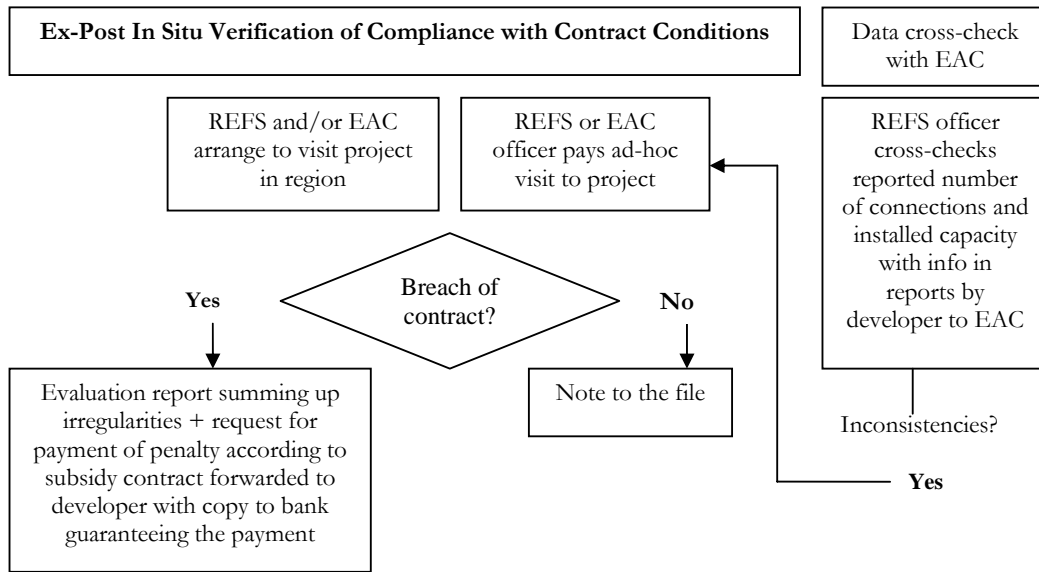 Ex-Post In Situ Verification of Compliance with Contract Conditions
Data cross-check
with EAC
REFS and/or EAC
arrange to visit project
in region
REFS or EAC
officer pays ad-hoc
visit to project
REFS officer
cross-checks
reported number
of connections and
installed capacity
with info in
reports by
developer to EAC
Breach of
contract?
Yes
No
Evaluation report summing up
irregularities + request for
payment of penalty according to
subsidy contract forwarded to
developer with copy to bank
guaranteeing the payment
Note to the file
Inconsistencies?
Yes